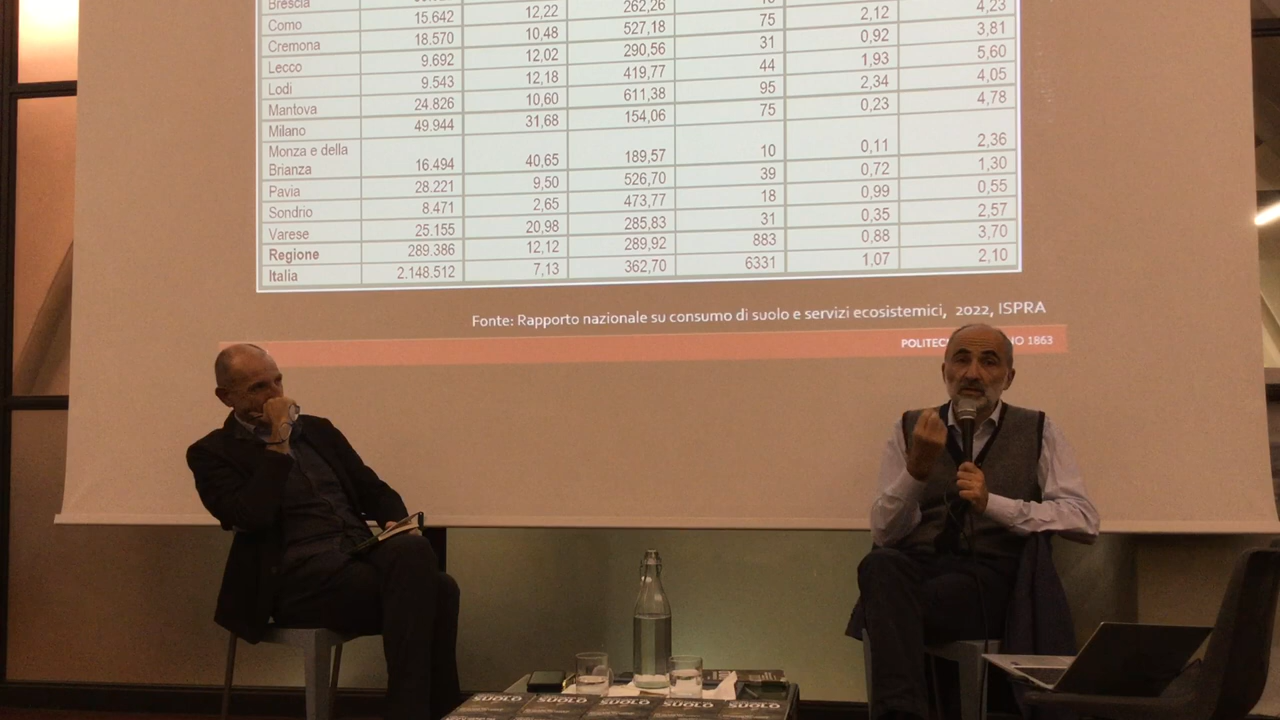 Brescia
Como 15.642 12,22 262,26
Cremona 18.570 10,48 527,18 75 2,12 4,23
Lecco 9.692 12,02 290,56 31 0,92 3,81
Lodi 9.543 12,18 419,77 44 1,93 5,60
Mantova 24.826 10,60 611,38 95 2,34 4,05
Milano 49.944 31,68 154,06 75 0,23 4,78
Monza e della
Brianza 16.494 40,65 189,57 10 0,11 2,36
Pavia 28.221 9,50 526,70 39 0,72 1,30
Sondrio 8.471 2,65 473,77 18 0,99 0,55
Varese 25.155 20,98 285,83 31 0,35 2,57
Regione 289.386 12,12 289,92 883 0,88 3,70
Italia 2.148.512 7,13 362,70 6331 1,07 2,10
Fonte: Rapporto nazionale su consumo di suolo e servizi ecosistemici, 2022, ISPRA
1863
SUOLO SUOLO SUOLO SUOLO SUOLO